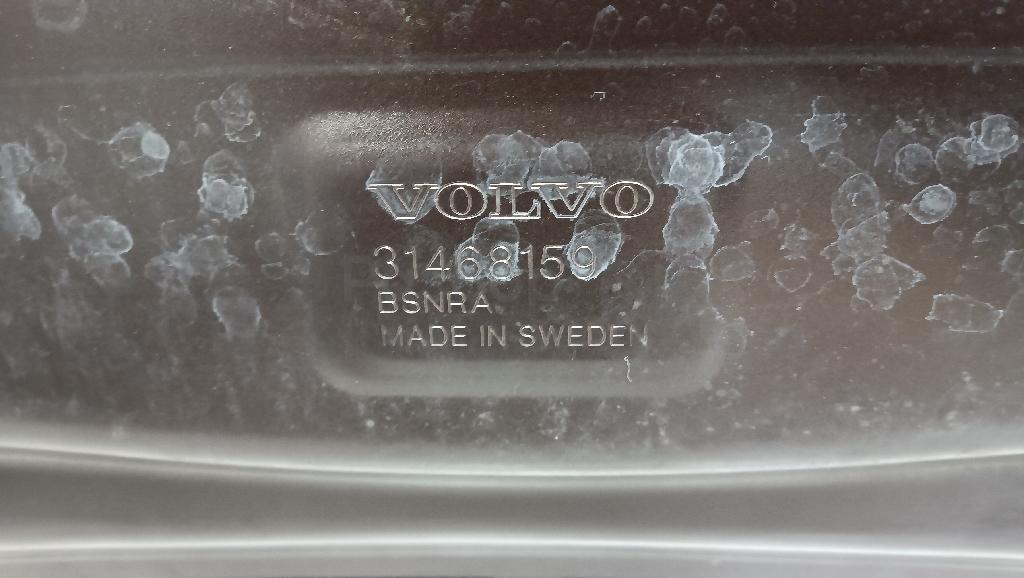 VOLVO
31468159
BSNRA
MADE IN SWEDEN